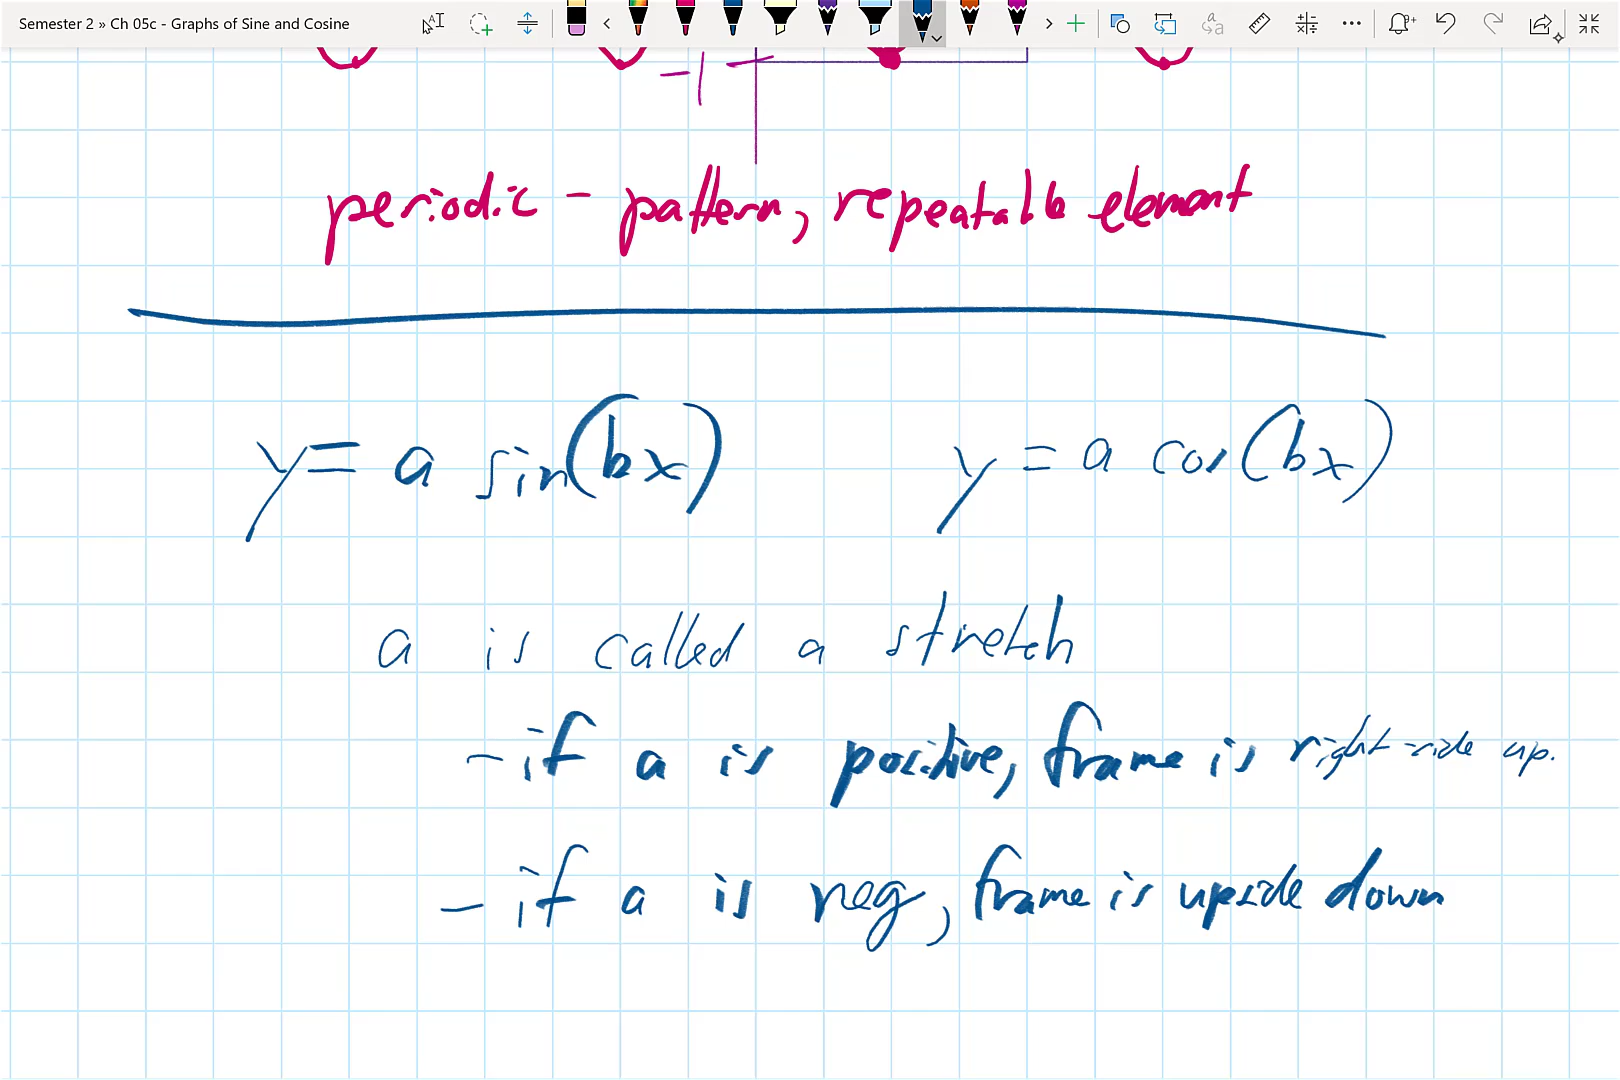 Semester 2 » Ch 05c - Graphs of Sine and Cosine
-1
periodic - pattern, repeatable element
y = a sin(bx) y = a cos(bx)
a is called a stretch
- if a is positive, frame is right-side up.
- if a is neg, frame is upside down